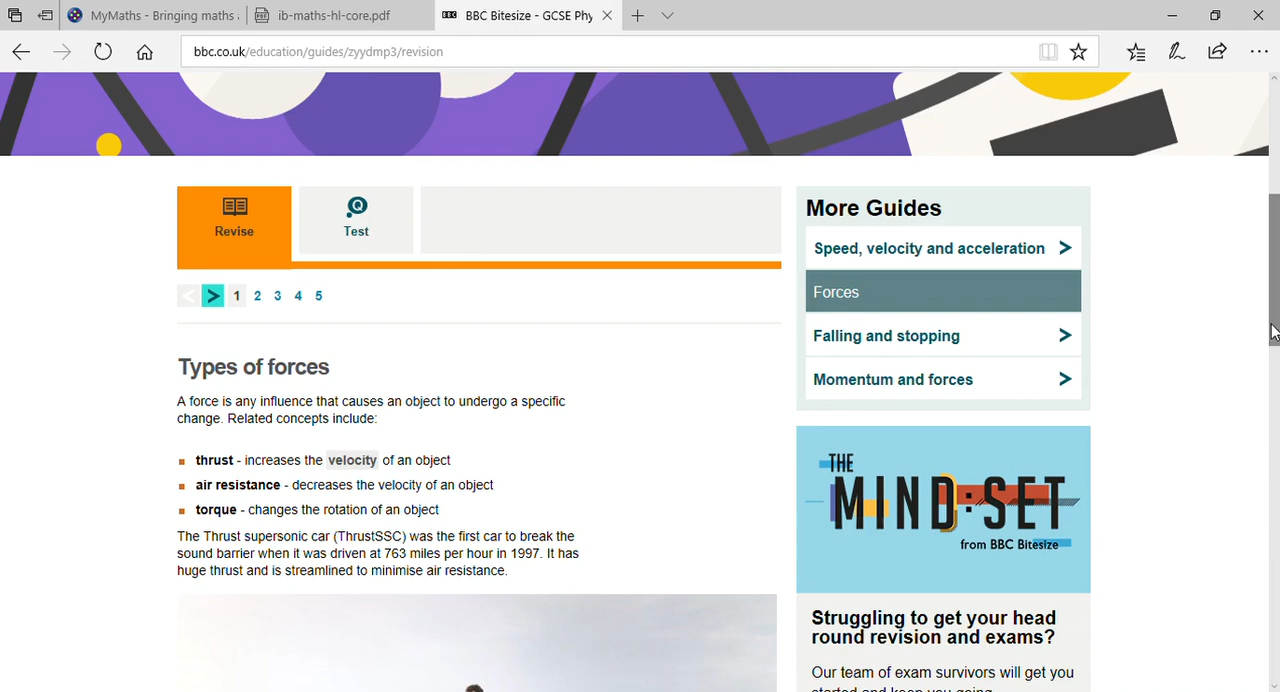 MyMaths - Bringing maths
ib-maths-hl-core.pdf
BBC
BBC Bitesize - GCSE Phy
bbc.co.uk/education/guides/zyydmp3/revision
Revise
Q
Test
< > 1 2 3 4 5
Types of forces
A force is any influence that causes an object to undergo a specific
change. Related concepts include:
thrust - increases the velocity of an object
air resistance - decreases the velocity of an object
torque - changes the rotation of an object
The Thrust supersonic car (ThrustSSC) was the first car to break the
sound barrier when it was driven at 763 miles per hour in 1997. It has
huge thrust and is streamlined to minimise air resistance.
More Guides
Speed, velocity and acceleration >
Forces
Falling and stopping >
Momentum and forces >
THE
MIND:SET
from BBC Bitesize
Struggling to get your head
round revision and exams?
Our team of exam survivors will get you
started and keep you going.